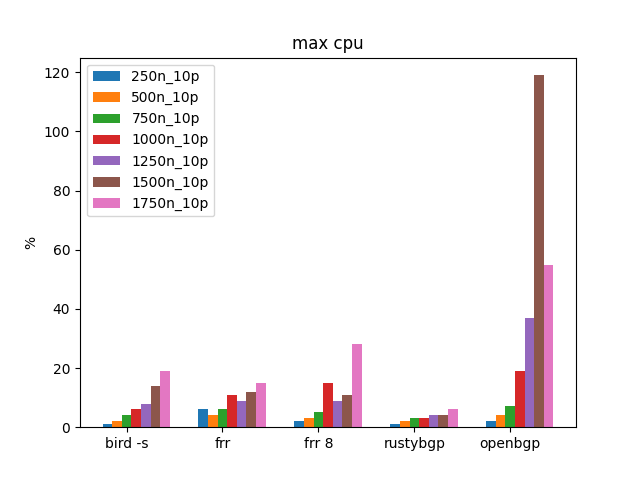 max cpu
120
100
80
60
40
20
0
%
250n_10p
500n_10p
750n_10p
1000n_10p
1250n_10p
1500n_10p
1750n_10p
bird -s
frr
frr 8
rustybgp
openbgp